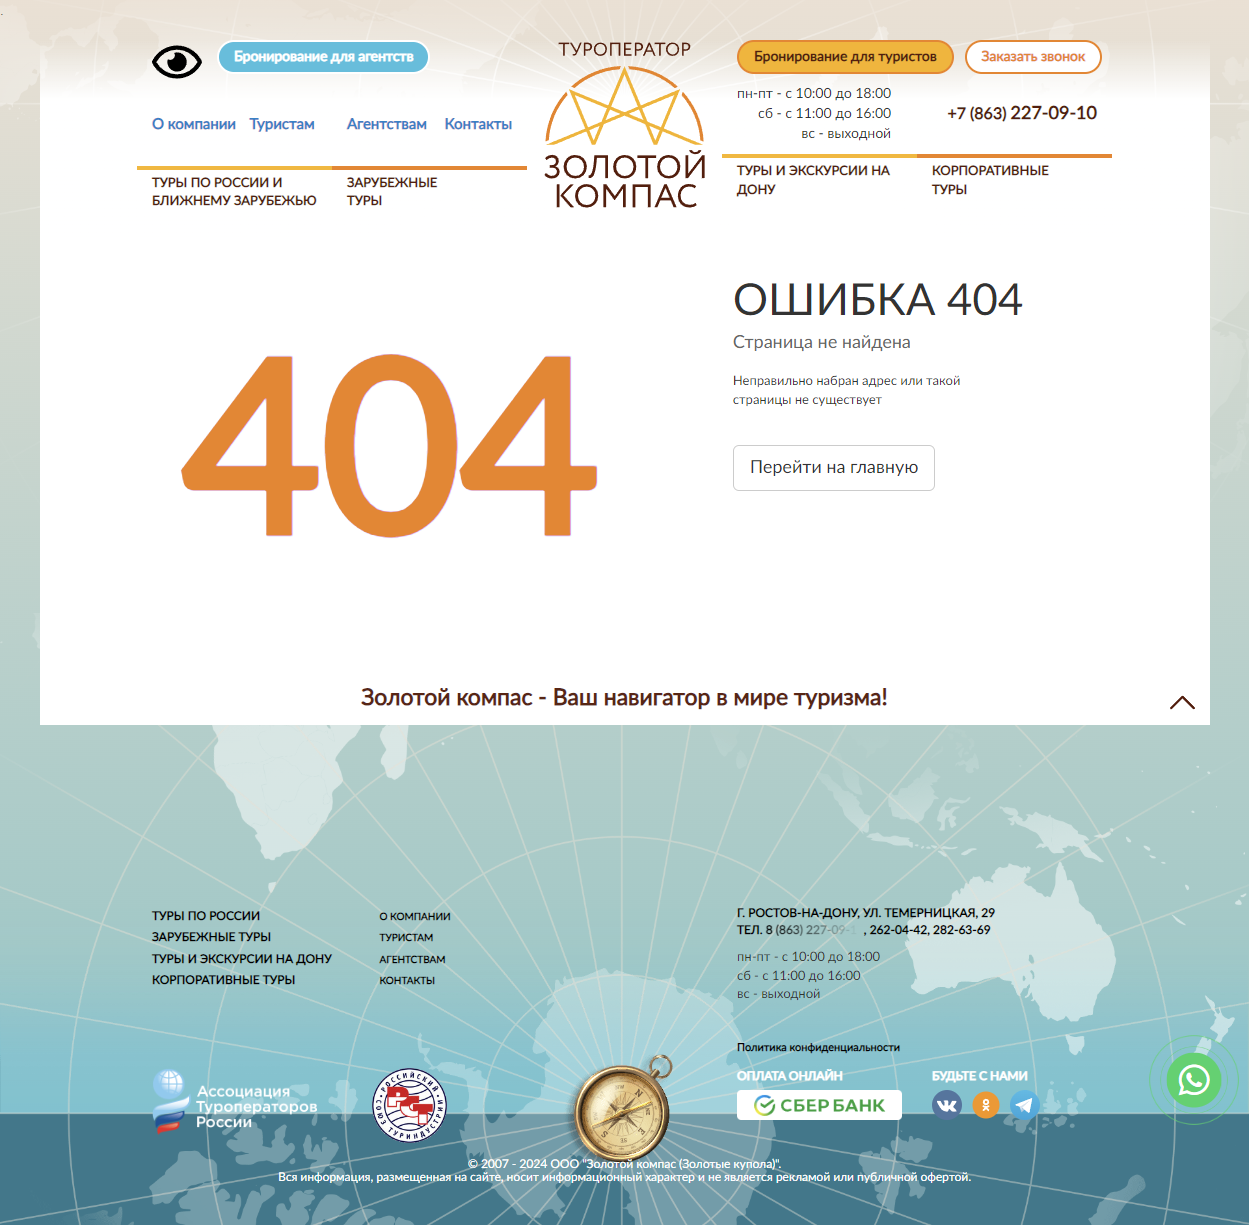 Бронирование для агентств
ТУРОПЕРАТОР
Бронирование для туристов
Заказать звонок
О компании
Туристам
Агентствам
Контакты
пн-пт - с 10:00 до 18:00
сб - с 11:00 до 16:00
вс - выходной
+7 (863) 227-09-10
ЗОЛОТОЙ
КОМПАС
ТУРЫ ПО РОССИИ И
БЛИЖНЕМУ ЗАРУБЕЖЬЮ
ЗАРУБЕЖНЫЕ
ТУРЫ
ТУРЫ И ЭКСКУРСИИ НА
ДОНУ
КОРПОРАТИВНЫЕ
ТУРЫ
404
ОШИБКА 404
Страница не найдена
Неправильно набран адрес или такой
страницы не существует
Перейти на главную
Золотой компас - Ваш навигатор в мире туризма!
ТУРЫ ПО РОССИИ
ЗАРУБЕЖНЫЕ ТУРЫ
ТУРЫ И ЭКСКУРСИИ НА ДОНУ
КОРПОРАТИВНЫЕ ТУРЫ
О КОМПАНИИ
ТУРИСТАМ
АГЕНТСТВАМ
КОНТАКТЫ
Г. РОСТОВ-НА-ДОНУ, УЛ. ТЕМЕРНИЦКАЯ, 29
ТЕЛ. 8 (863) 227-09- , 262-04-42, 282-63-69
пн-пт - с 10:00 до 18:00
сб - с 11:00 до 16:00
вс - выходной
Политика конфиденциальности
Ассоциация
Туроператоров
России
РОССИЙСКИЙ
СОЮЗ ТУРИНДУСТРИИ
РСТ
ОПЛАТА ОНЛАЙН
СБЕР БАНК
БУДЬТЕ С НАМИ
© 2007 - 2024 ООО "Золотой компас (Золотые купола)".
Вся информация, размещенная на сайте, носит информационный характер и не является рекламой или публичной офертой.